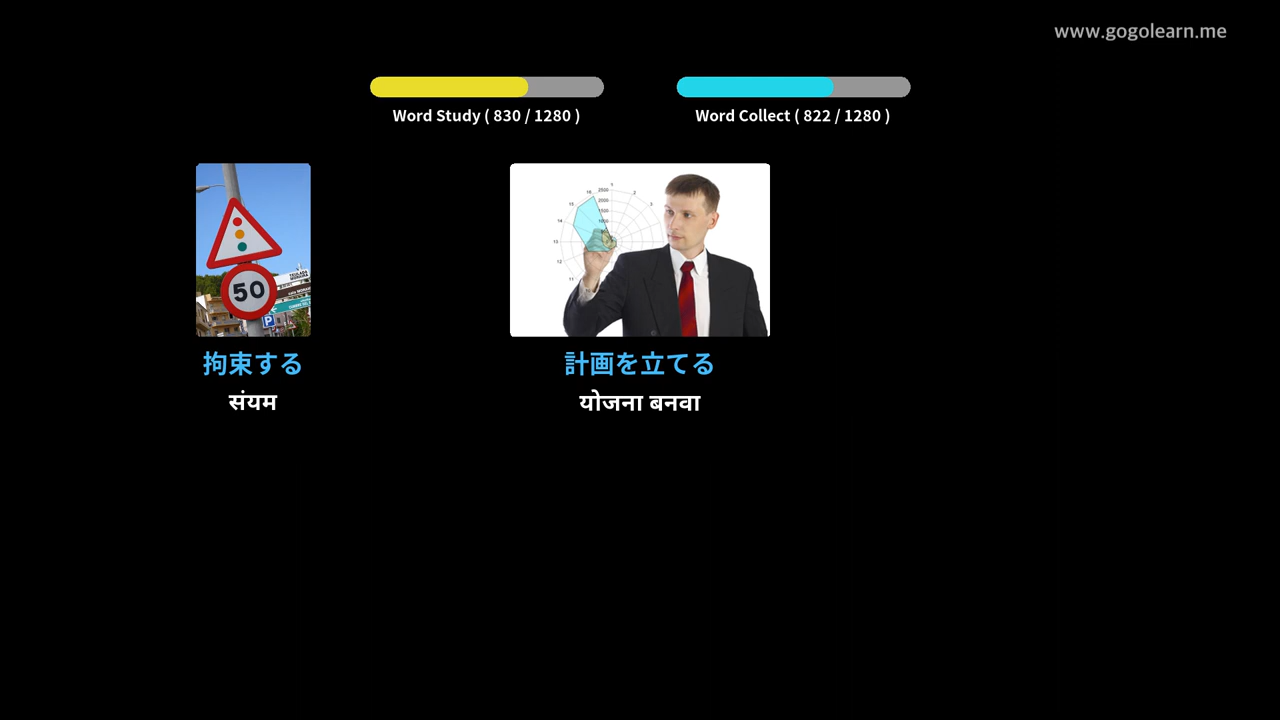 www.gogolearn.me
Word Study ( 830 / 1280 )
Word Collect ( 822 / 1280 )
50
P
拘束する
संयम
計画を立てる
योजना बनवा